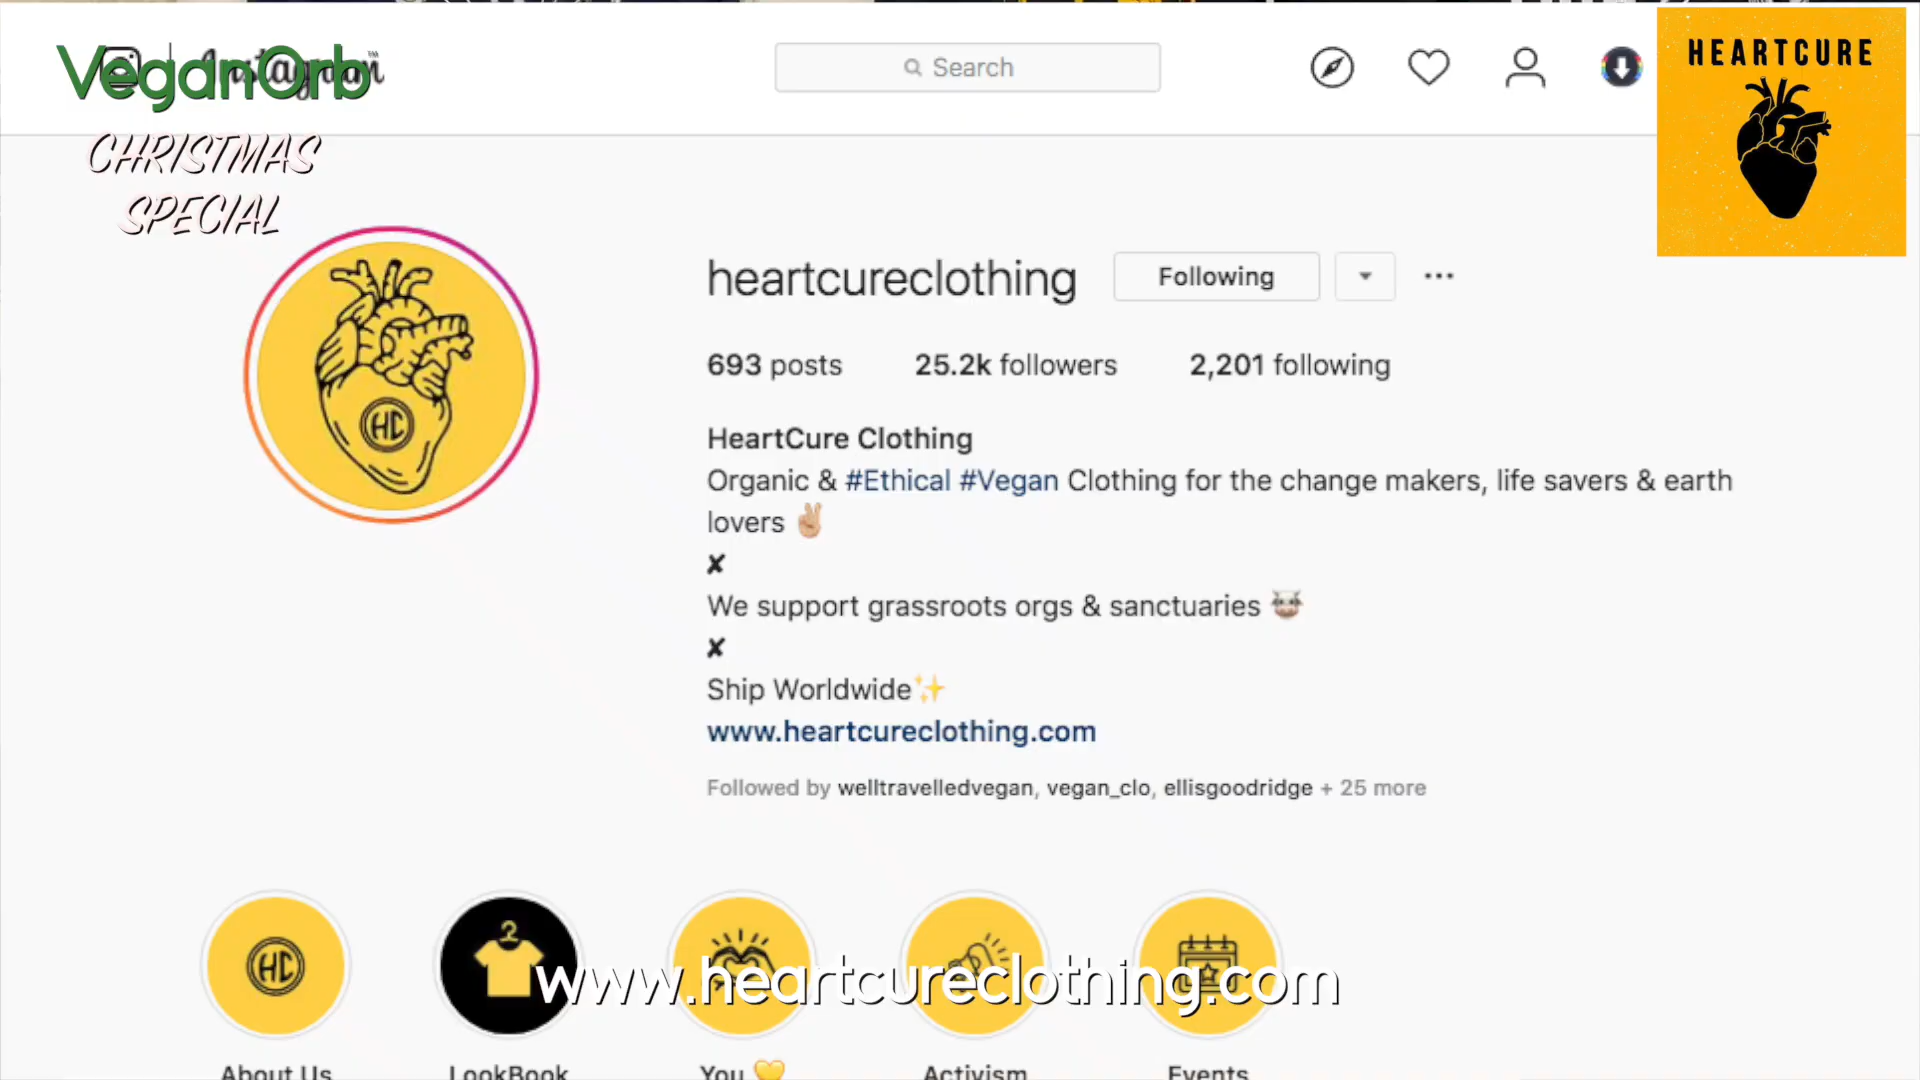 VeganOrb™
Instagram
Search
HEARTCURE
CHRISTMAS
SPECIAL
heartcureclothing
Following
693 posts 25.2k followers 2,201 following
HeartCure Clothing
Organic & #Ethical #Vegan Clothing for the change makers, life savers & earth
lovers ✌🏼
✘
We support grassroots orgs & sanctuaries 🐮
✘
Ship Worldwide✨
www.heartcureclothing.com
Followed by welltravelledvegan, vegan_clo, ellisgoodridge + 25 more
HC
HC
www.heartcureclothing.com
About Us LookBook You 💛 Activism Events